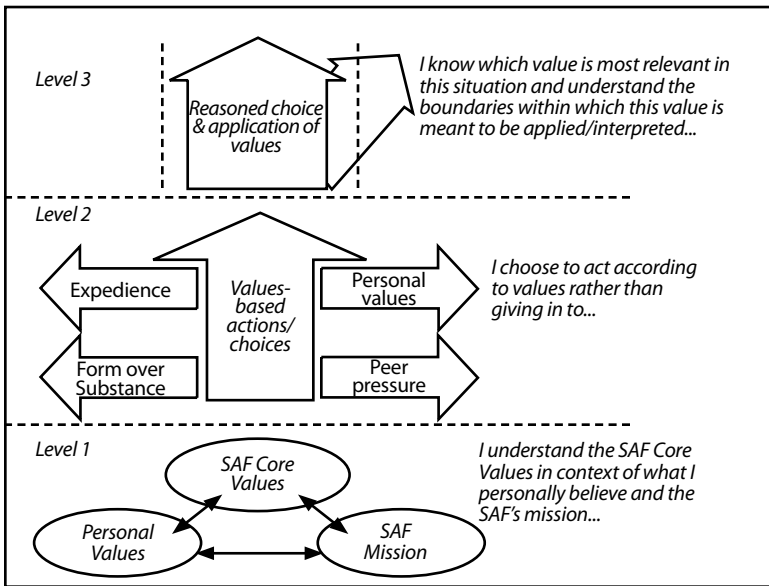 Level 3
Reasoned choice
& application of
values
I know which value is most relevant in
this situation and understand the
boundaries within which this value is
meant to be applied/interpreted...
Level 2
Expedience
Form over
Substance
Values-
based
actions/
choices
Personal
values
Peer
pressure
I choose to act according
to values rather than
giving in to...
Level 1
SAF Core
Values
Personal
Values
SAF
Mission
I understand the SAF Core
Values in context of what I
personally believe and the
SAF's mission...